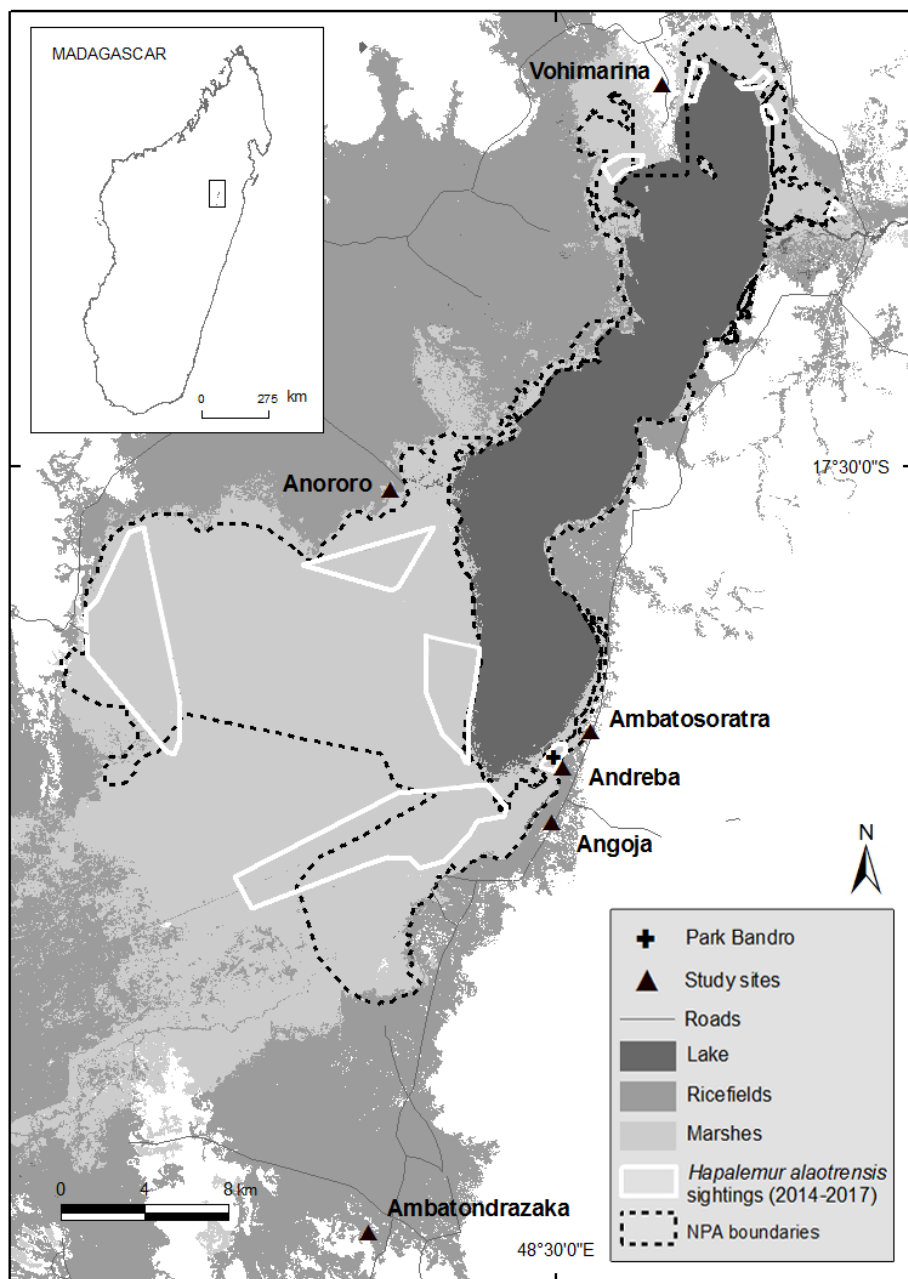 MADAGASCAR
0 275 km
Vohimarina
17°30'0"S
Anororo
Ambatosoratra
Andreba
Angoja
N
Park Bandro
Study sites
Roads
Lake
Ricefields
Marshes
Hapalemur alaotrensis
sightings (2014-2017)
NPA boundaries
0 4 8 km
Ambatondrazaka
48°30'0"E